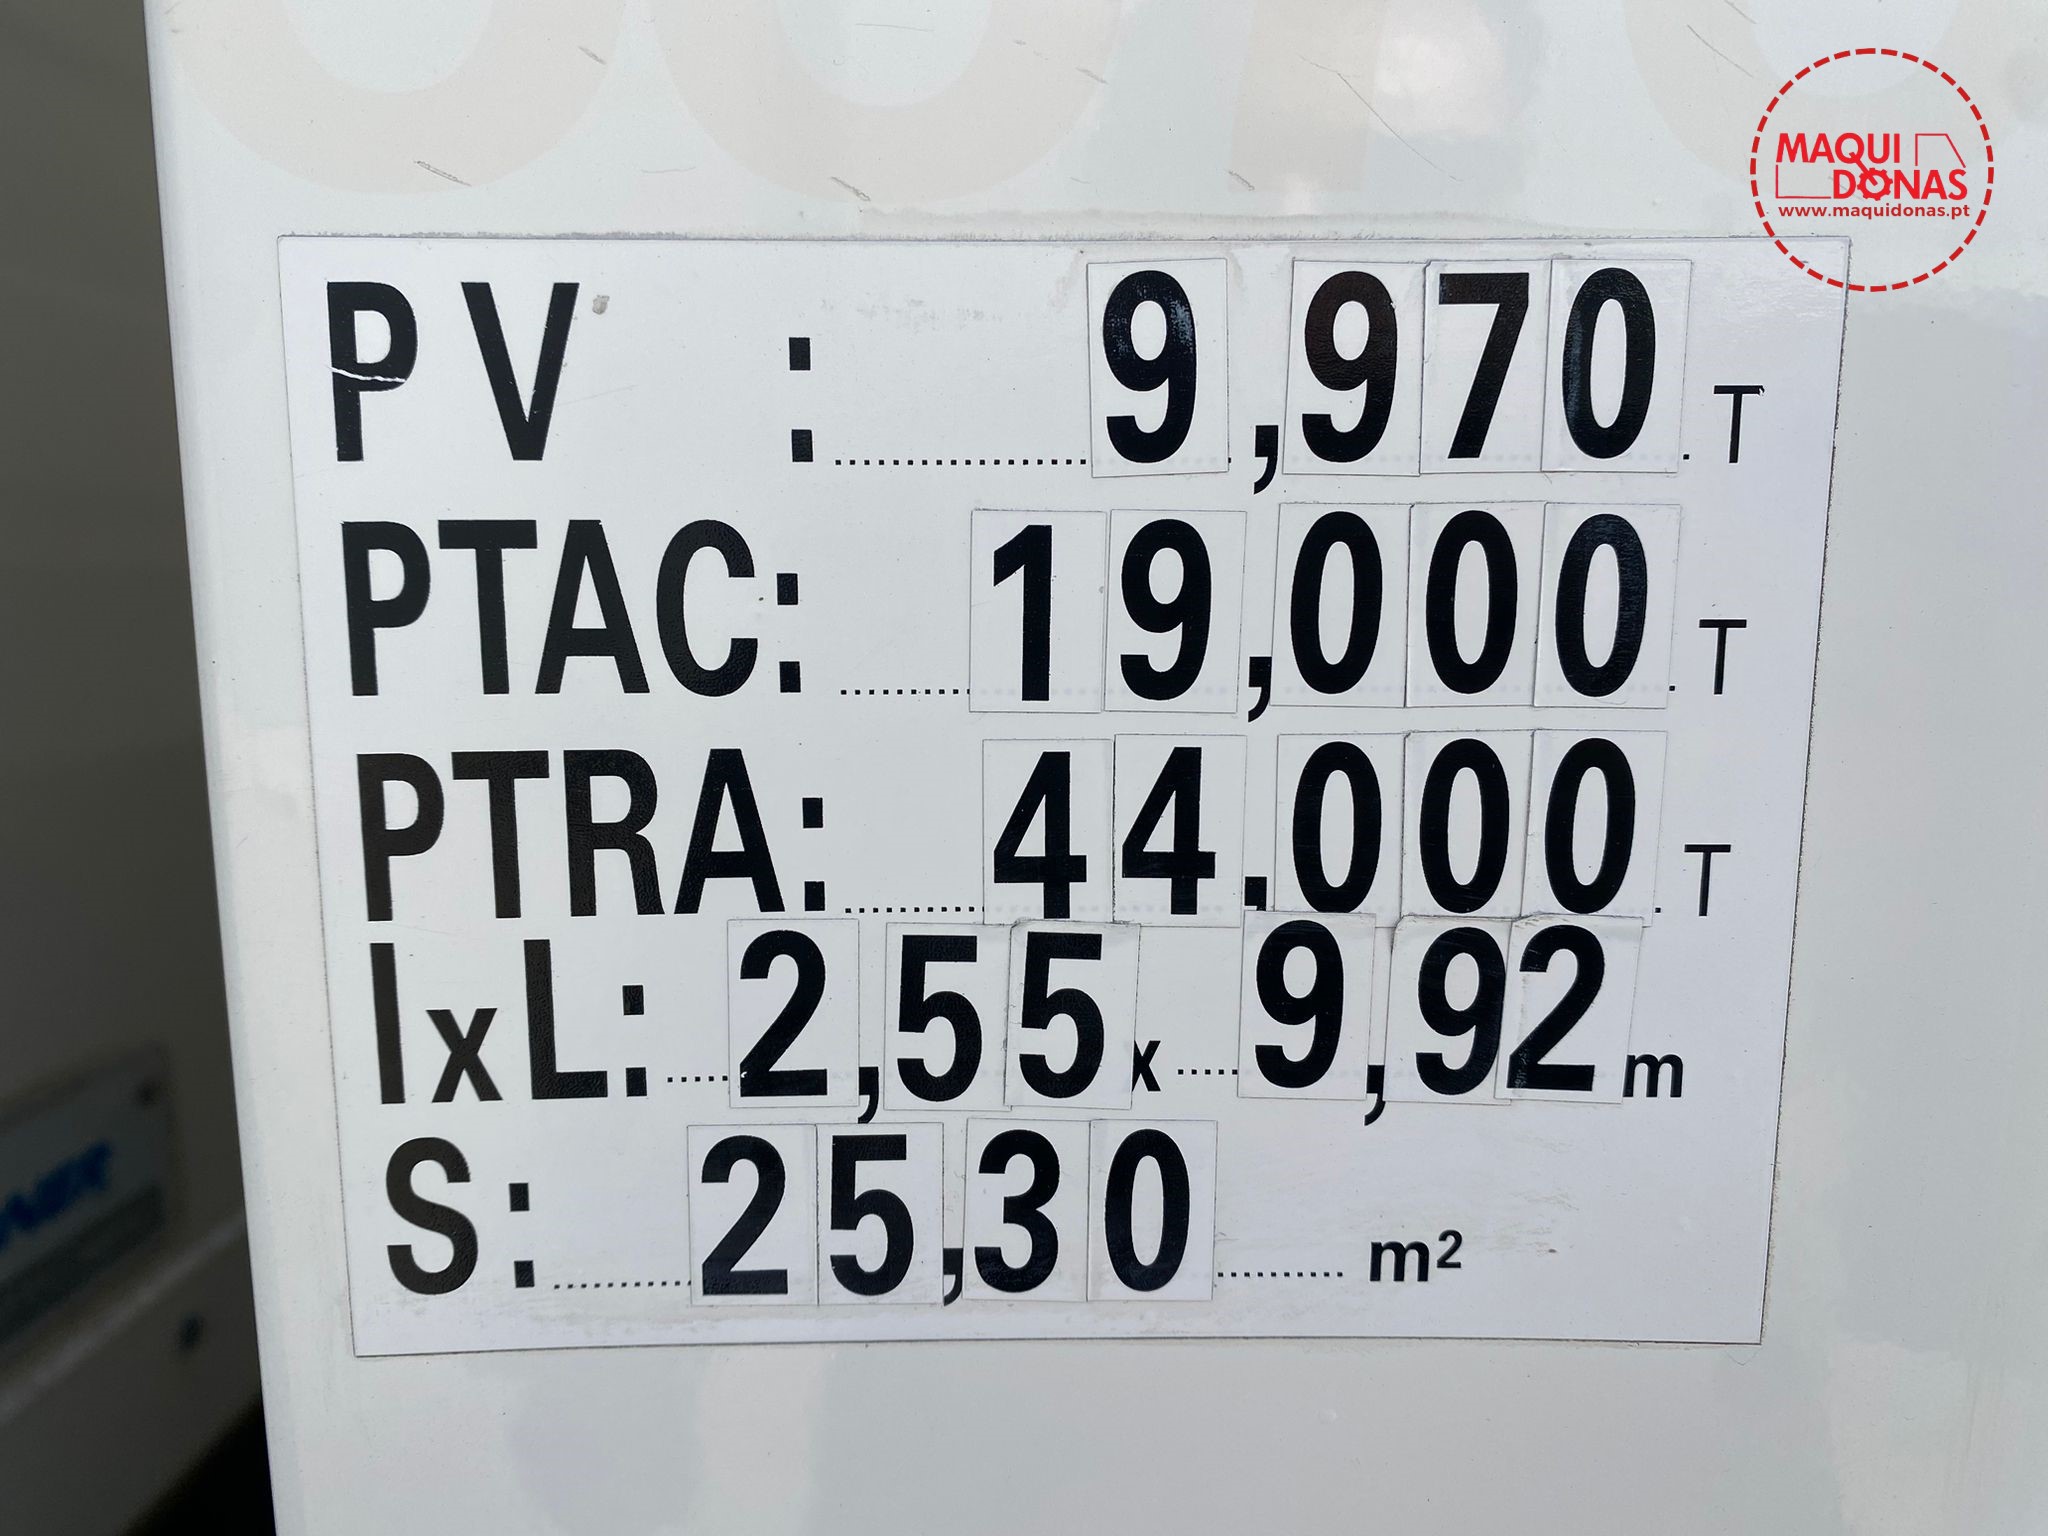 MAQUI
DONAS
www.maquidonas.pt
PV : 9,970 T
PTAC: 19,000 T
PTRA: 44,000 T
IxL: 2,55 x 9,92 m
S: 25,30 m²